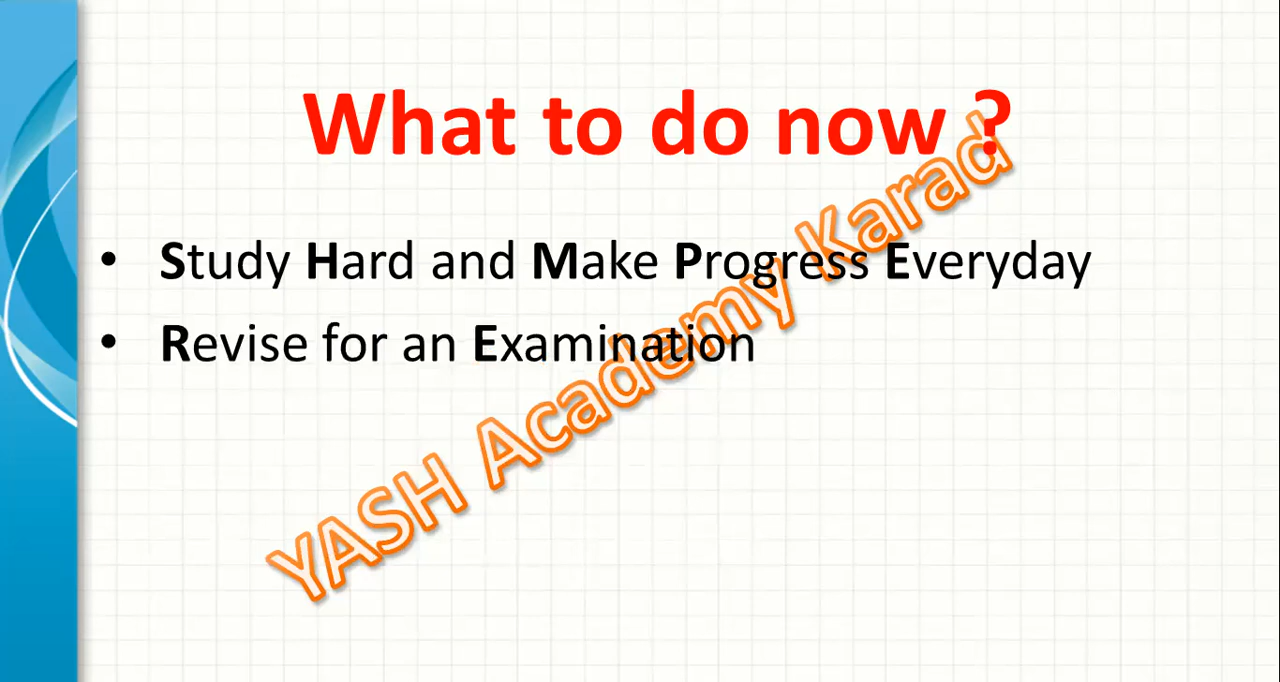 What to do now ?
• Study Hard and Make Progress Everyday
• Revise for an Examination
YASH Academy Karad